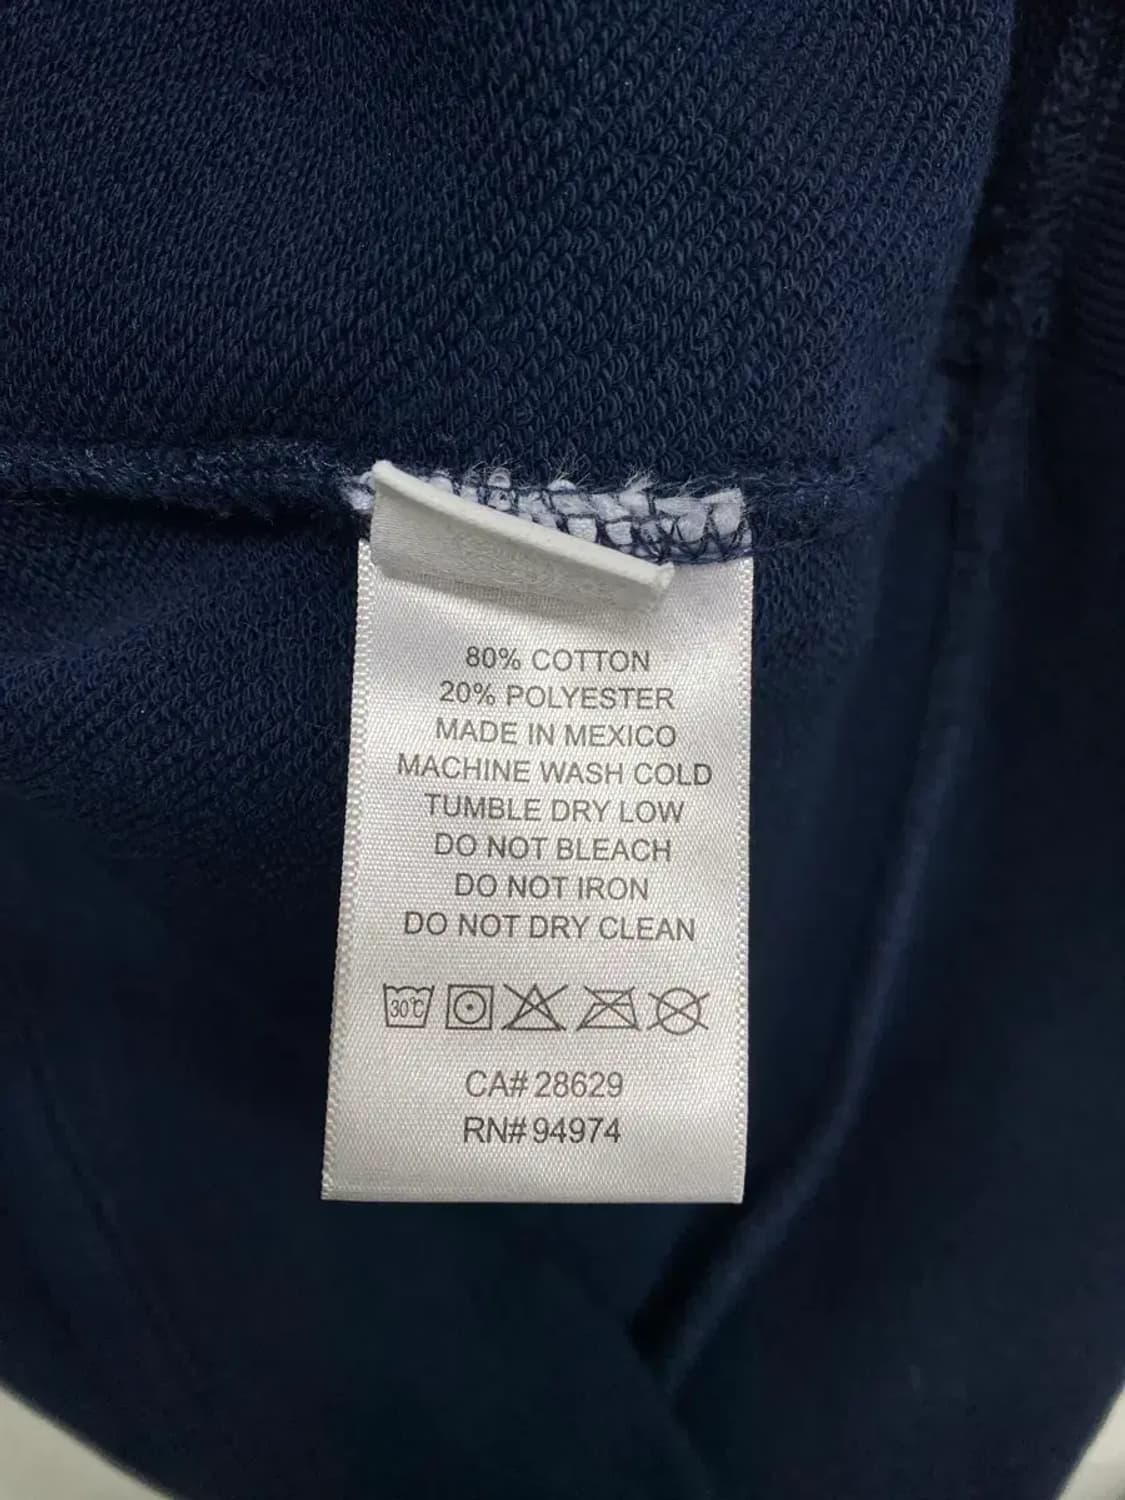 80% COTTON
20% POLYESTER
MADE IN MEXICO
MACHINE WASH COLD
TUMBLE DRY LOW
DO NOT BLEACH
DO NOT IRON
DO NOT DRY CLEAN
30°C
CA# 28629
RN# 94974